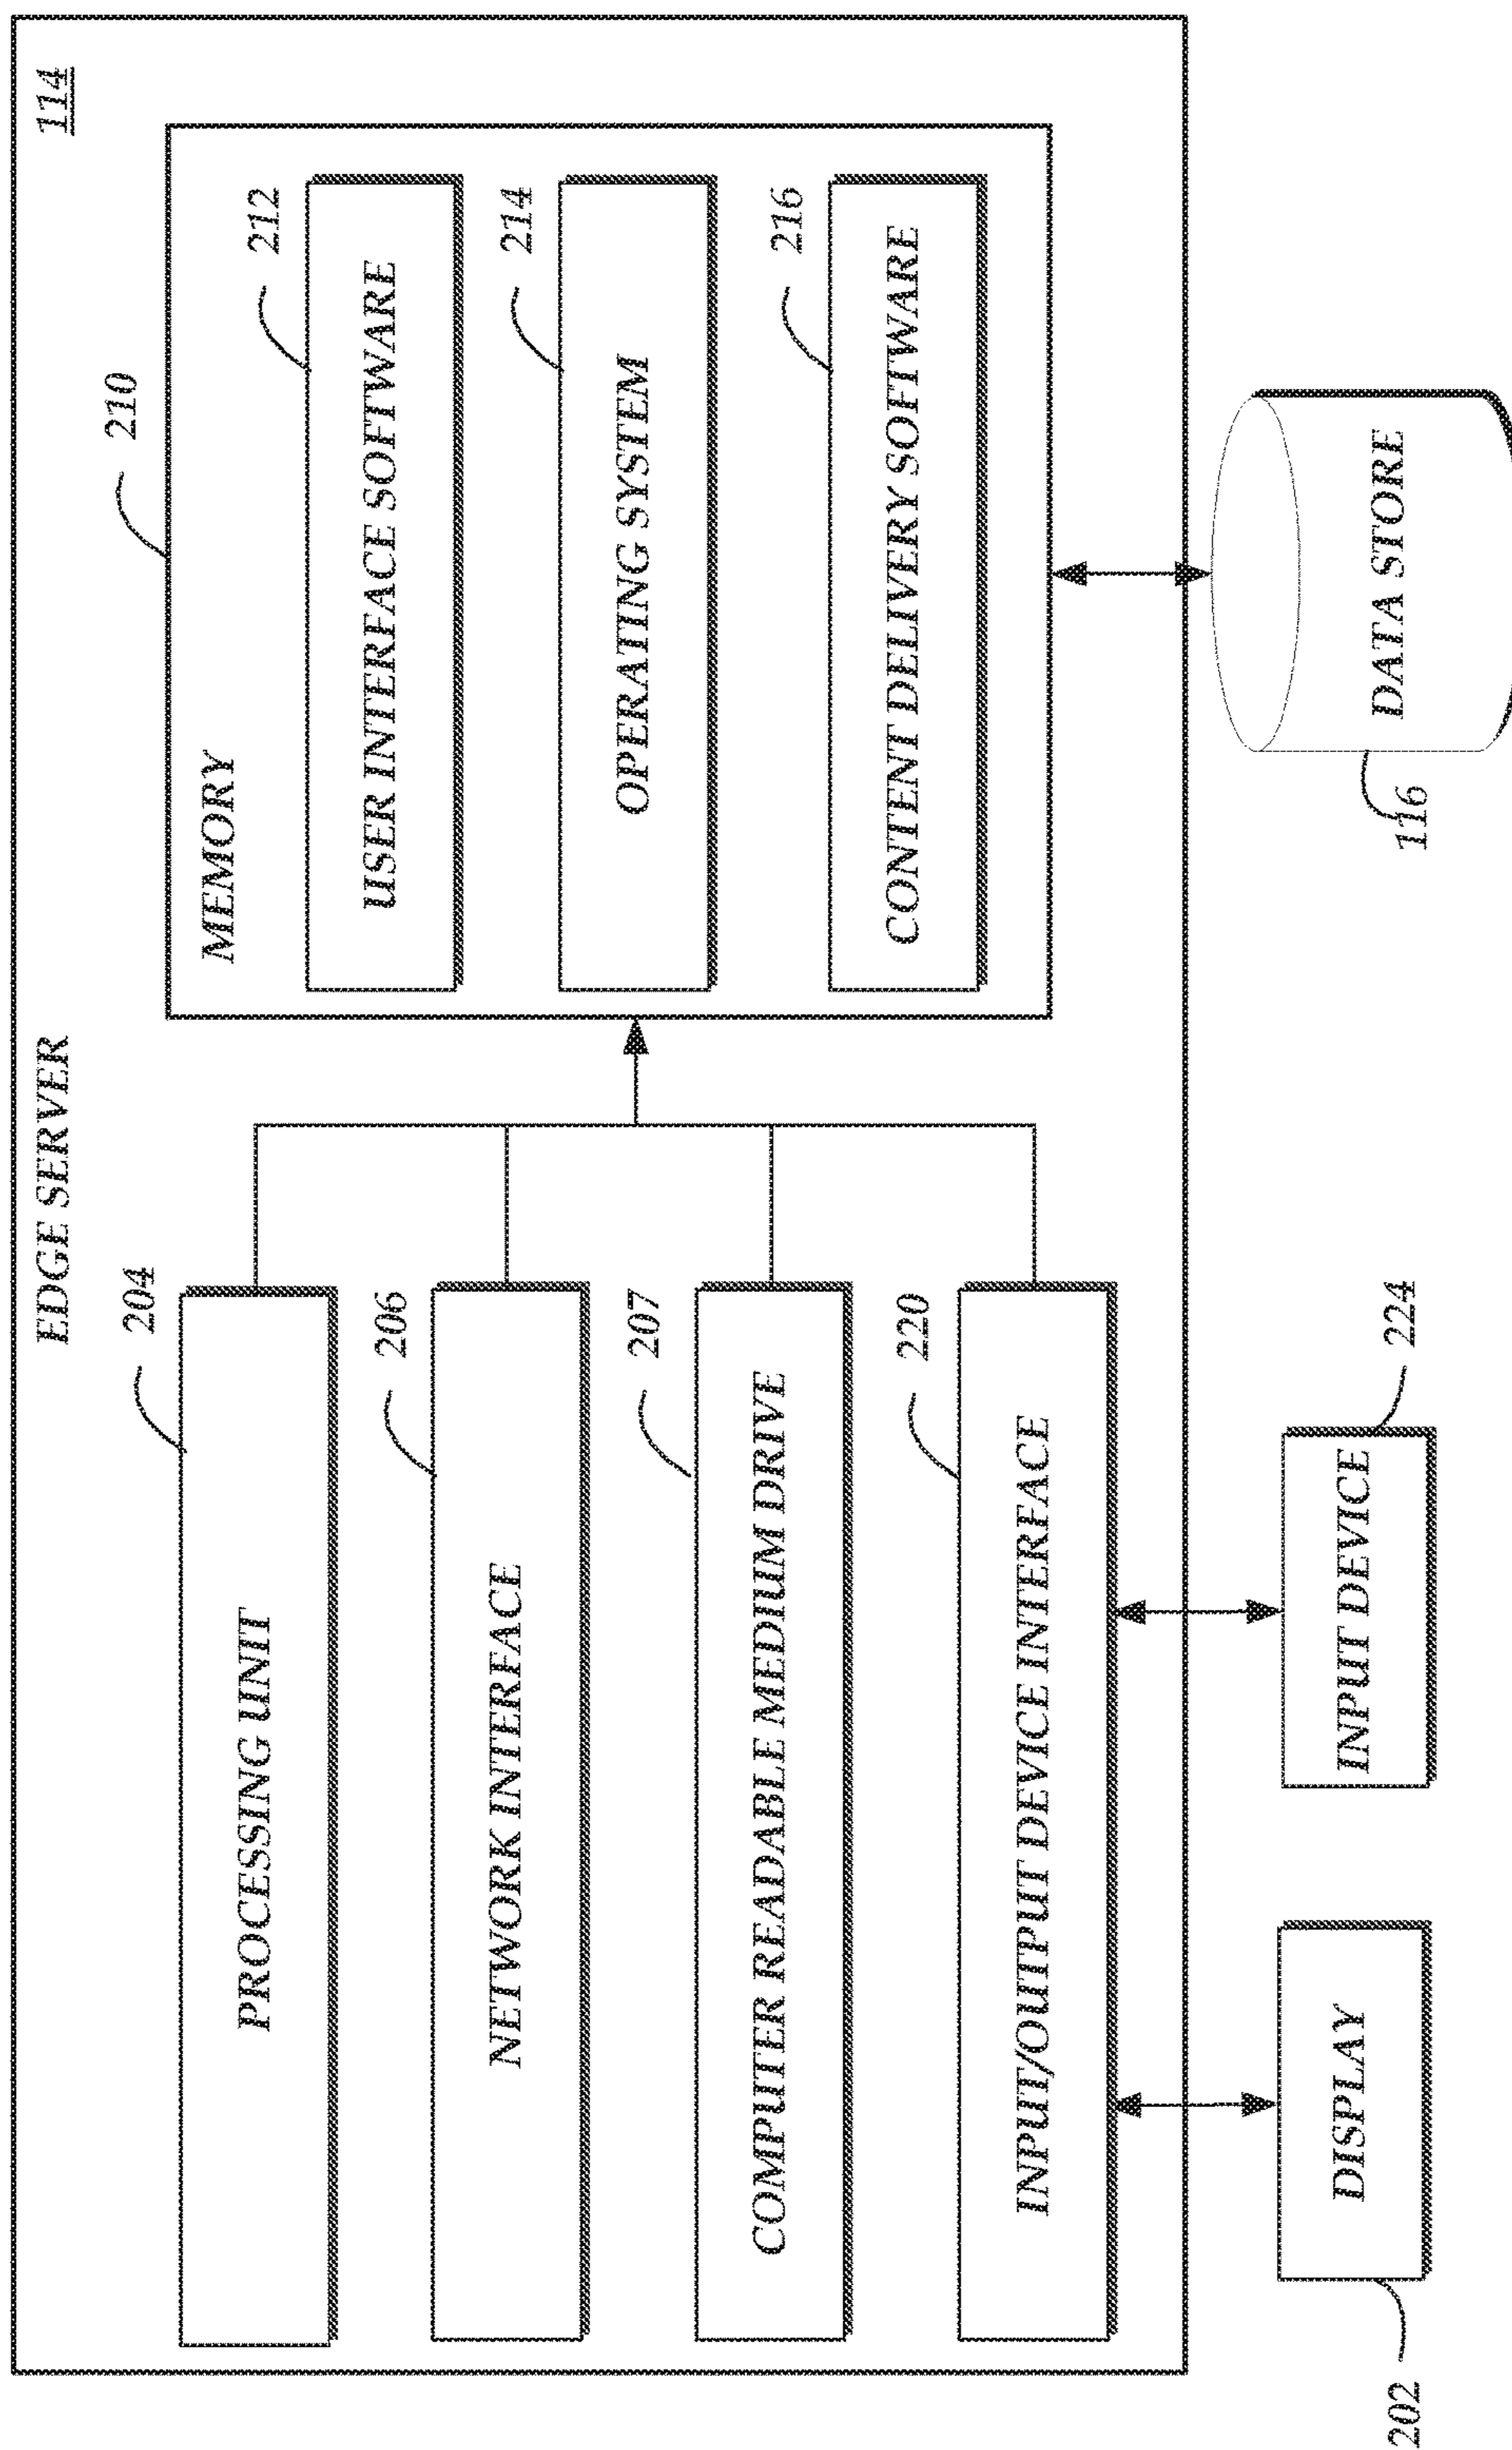 EDGE SERVER
114
204
PROCESSING UNIT
206
NETWORK INTERFACE
207
COMPUTER READABLE MEDIUM DRIVE
220
INPUT/OUTPUT DEVICE INTERFACE
210
MEMORY
212
USER INTERFACE SOFTWARE
214
OPERATING SYSTEM
216
CONTENT DELIVERY SOFTWARE
202
DISPLAY
224
INPUT DEVICE
116
DATA STORE